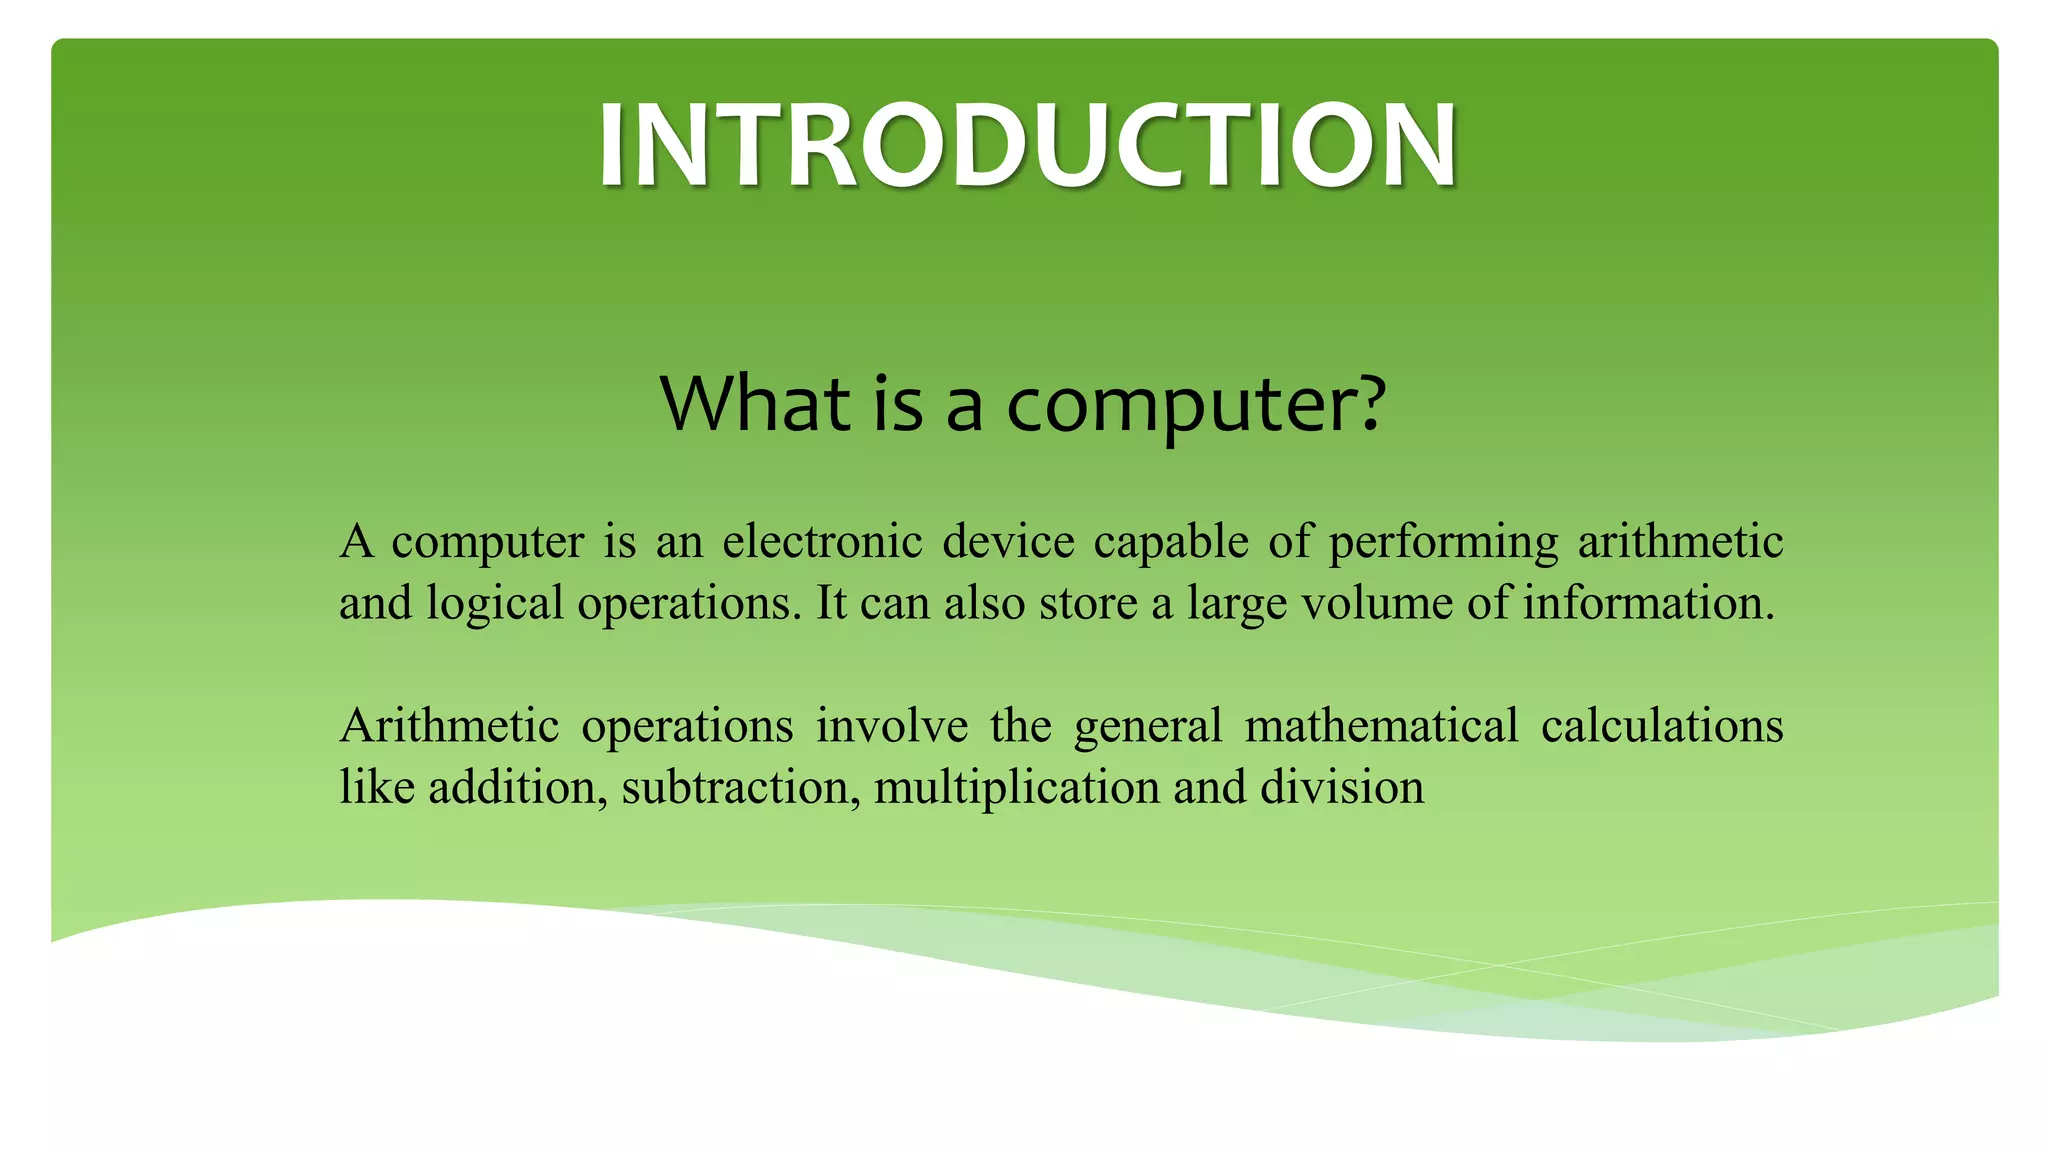 INTRODUCTION
What is a computer?
A computer is an electronic device capable of performing arithmetic
and logical operations. It can also store a large volume of information.
Arithmetic operations involve the general mathematical calculations
like addition, subtraction, multiplication and division